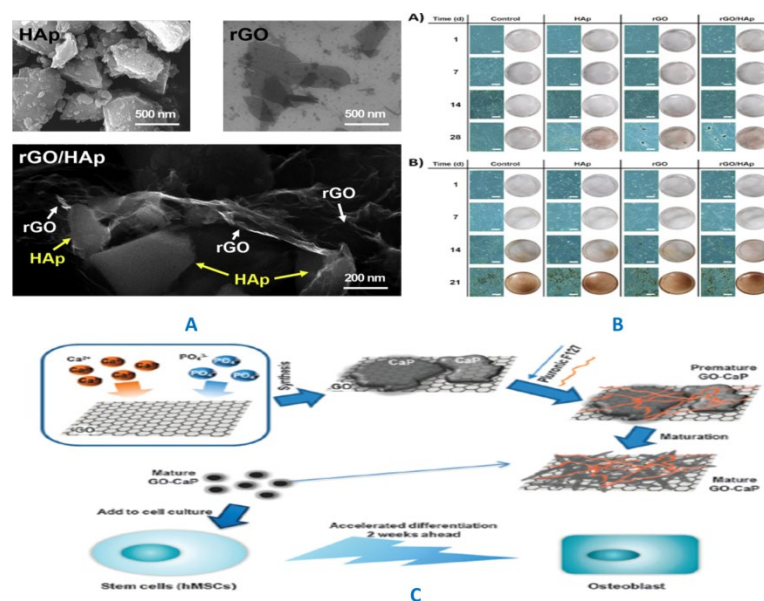 HAp
500 nm
rGO
500 nm
rGO/HAp
rGO
rGO
rGO
HAp
HAp
200 nm
A
A)
Time (d) Control HAp rGO rGO/HAp
1
7
14
28
B)
Time (d) Control HAp rGO rGO/HAp
1
7
14
21
B
Ca²⁺
PO₄³⁻
Synthesis
CaP
CaP
GO
Pluronic F127
Premature
GO-CaP
Maturation
Mature
GO-CaP
Mature
GO-CaP
Add to cell culture
Accelerated differentiation
2 weeks ahead
Stem cells (hMSCs)
Osteoblast
C